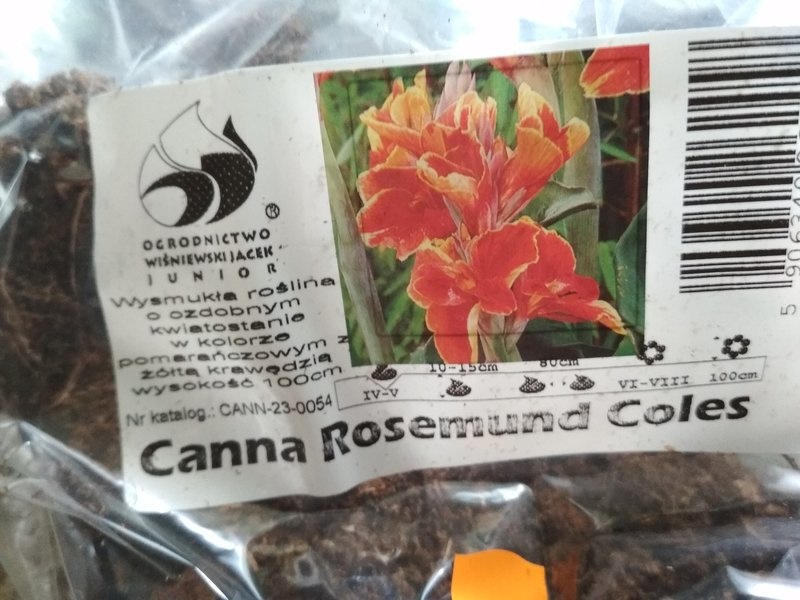 ®
OGRODNICTWO
WIŚNIEWSKI JACEK
JUNIOR
Wysmukła roślina
o ozdobnym
kwiatostanie
w kolorze
pomarańczowym z
żółtą krawędzią
wysokość 100cm
Nr katalog.: CANN-23-0054
10-15cm 80cm
IV-V VI-VIII 100cm
Canna Rosemund Coles